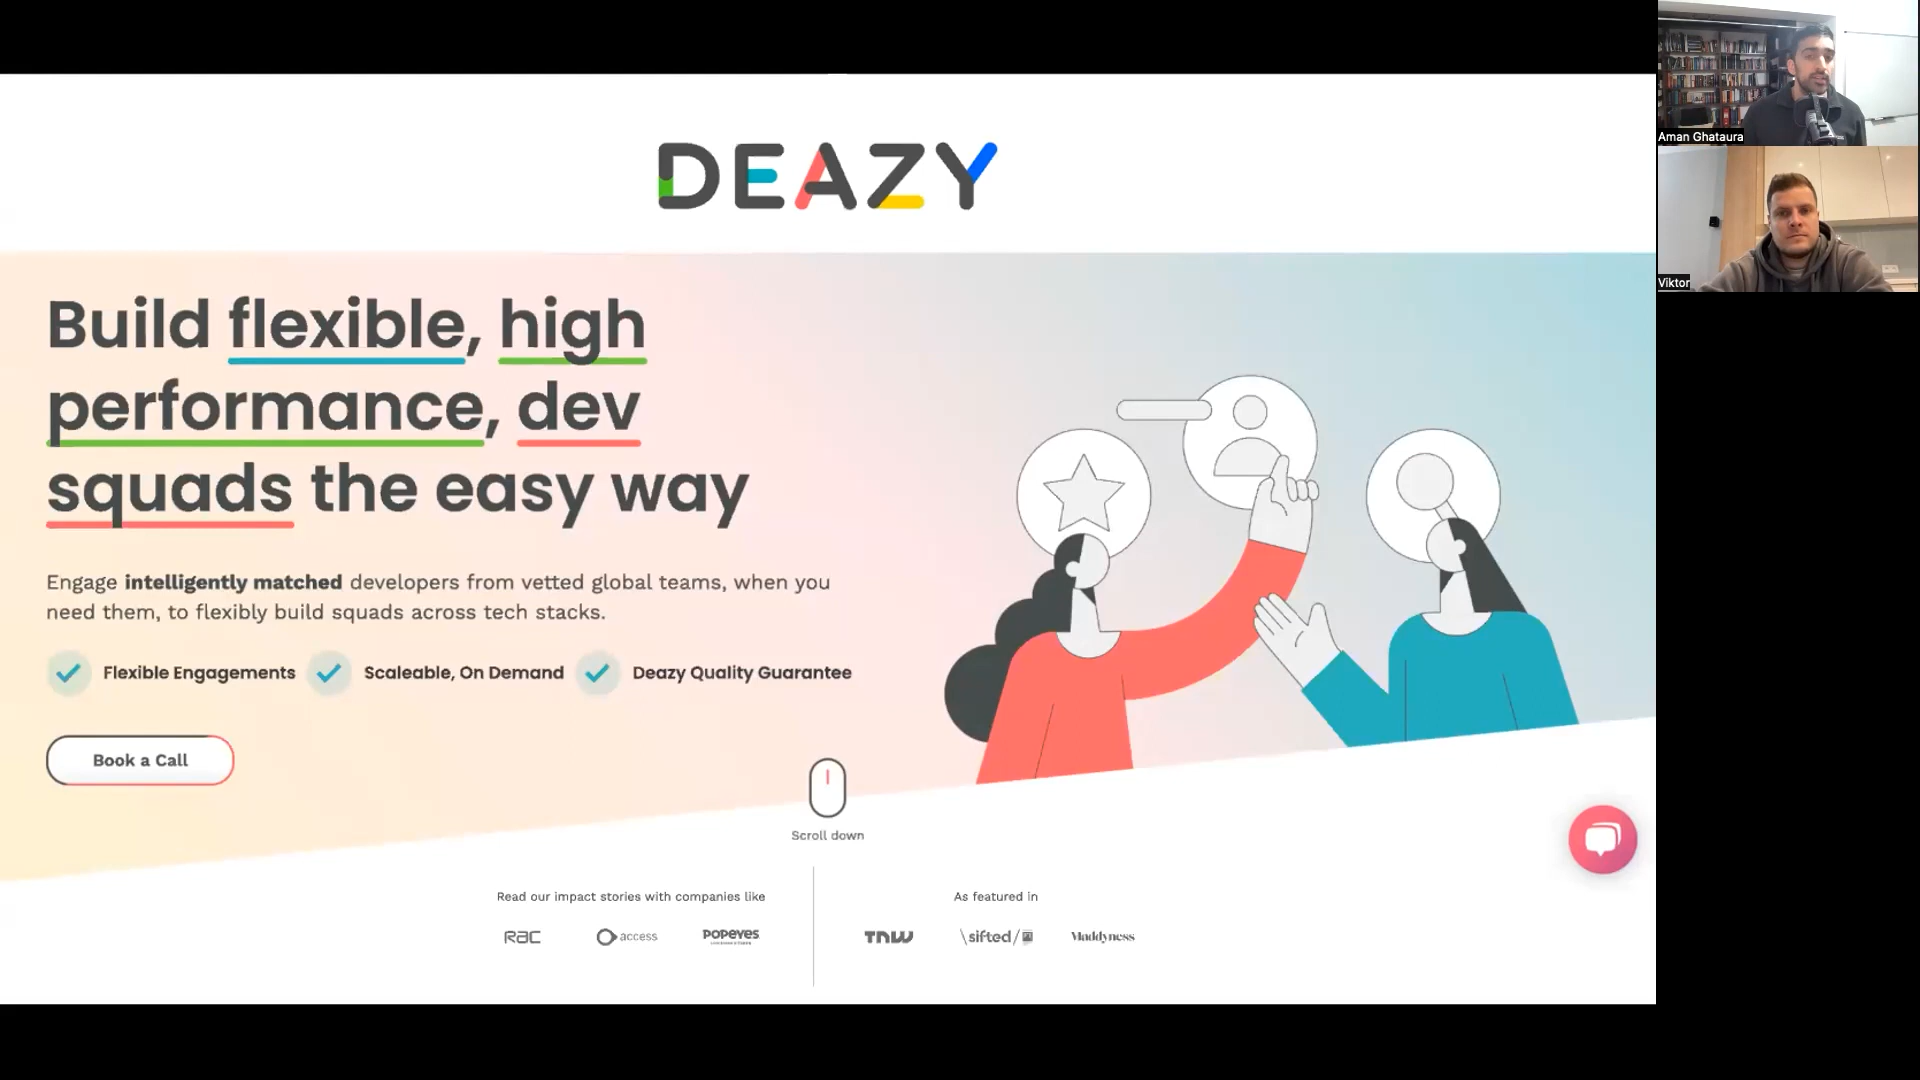 DEAZY
Build flexible, high
performance, dev
squads the easy way
Engage intelligently matched developers from vetted global teams, when you
need them, to flexibly build squads across tech stacks.
Flexible Engagements
Scaleable, On Demand
Deazy Quality Guarantee
Book a Call
Scroll down
Read our impact stories with companies like
RAC
access
POPEYES
As featured in
TNW
\sifted/
Maddyness
Aman Ghataura
Viktor